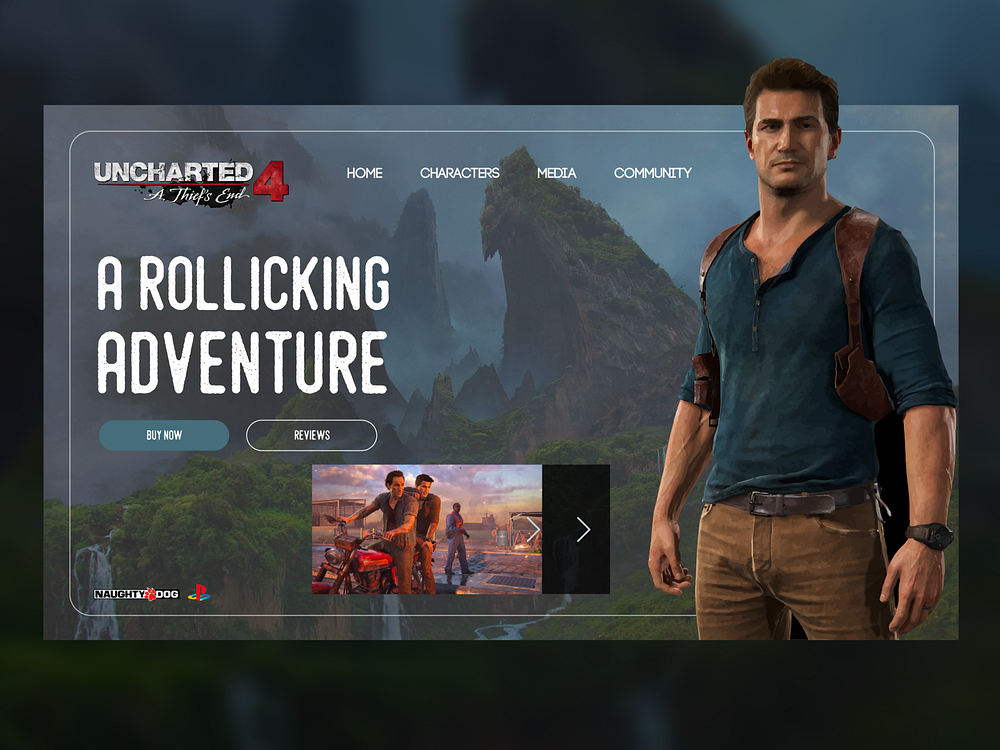 UNCHARTED 4
A Thief's End
HOME CHARACTERS MEDIA COMMUNITY
A ROLLICKING
ADVENTURE
BUY NOW REVIEWS
NAUGHTY DOG